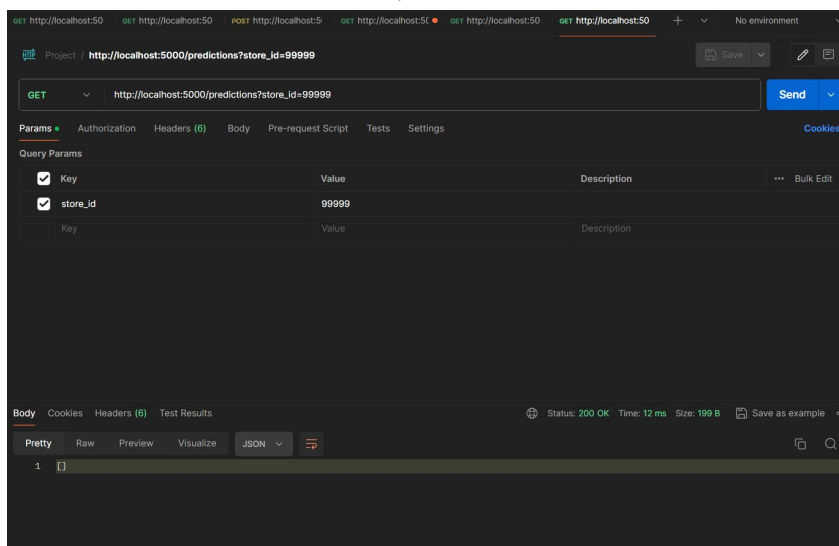 GET http://localhost:50 GET http://localhost:50 POST http://localhost:5 GET http://localhost:5( GET http://localhost:50 GET http://localhost:50 No environment
HTTP Project / http://localhost:5000/predictions?store_id=99999 Save
GET http://localhost:5000/predictions?store_id=99999 Send
Params Authorization Headers (6) Body Pre-request Script Tests Settings Cookies
Query Params
Key Value Description Bulk Edit
store_id 99999
Key Value Description
Body Cookies Headers (6) Test Results Status: 200 OK Time: 12 ms Size: 199 B Save as example
Pretty Raw Preview Visualize JSON
1 []